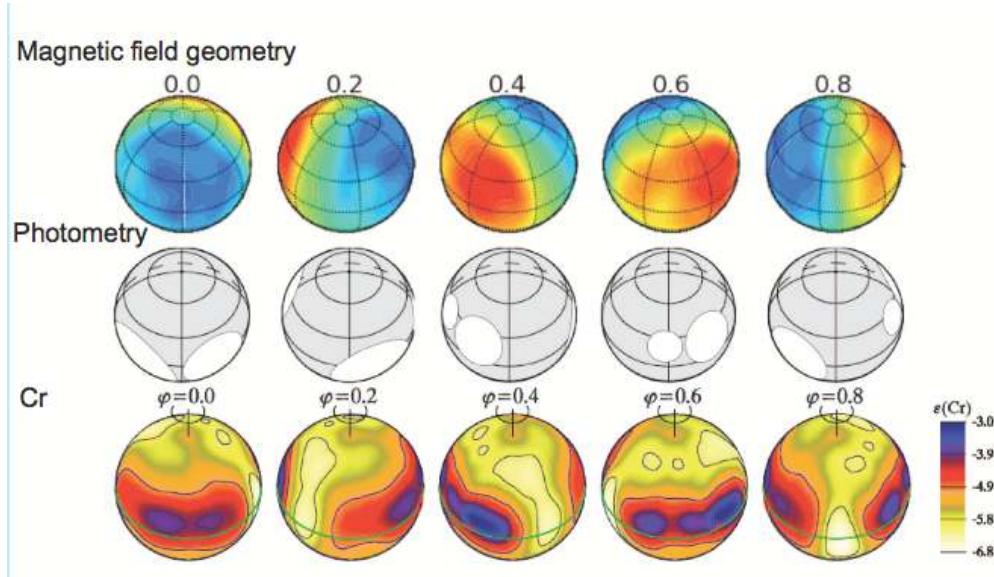 Magnetic field geometry
0.0 0.2 0.4 0.6 0.8
Photometry
Cr
φ=0.0 φ=0.2 φ=0.4 φ=0.6 φ=0.8
ε(Cr)
-3.0
-3.9
-4.9
-5.8
-6.8